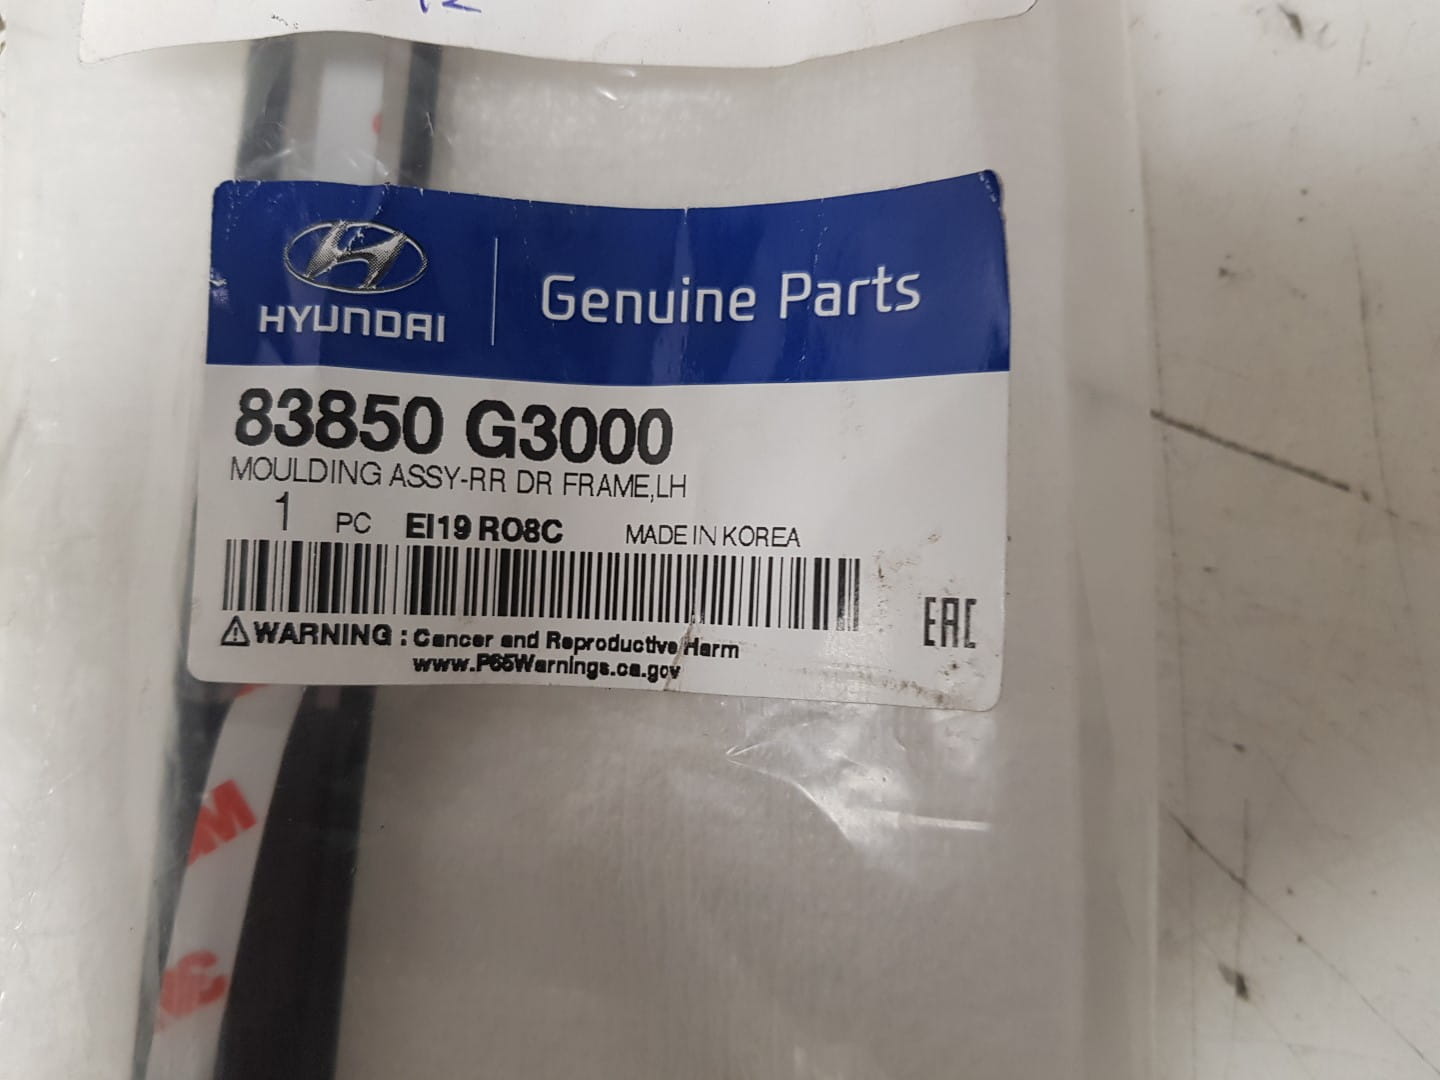 HYUNDAI
Genuine Parts
83850 G3000
MOULDING ASSY-RR DR FRAME,LH
1 PC EI19 RO8C MADE IN KOREA
EAC
WARNING : Cancer and Reproductive Harm
www.P65Warnings.ca.gov
3M